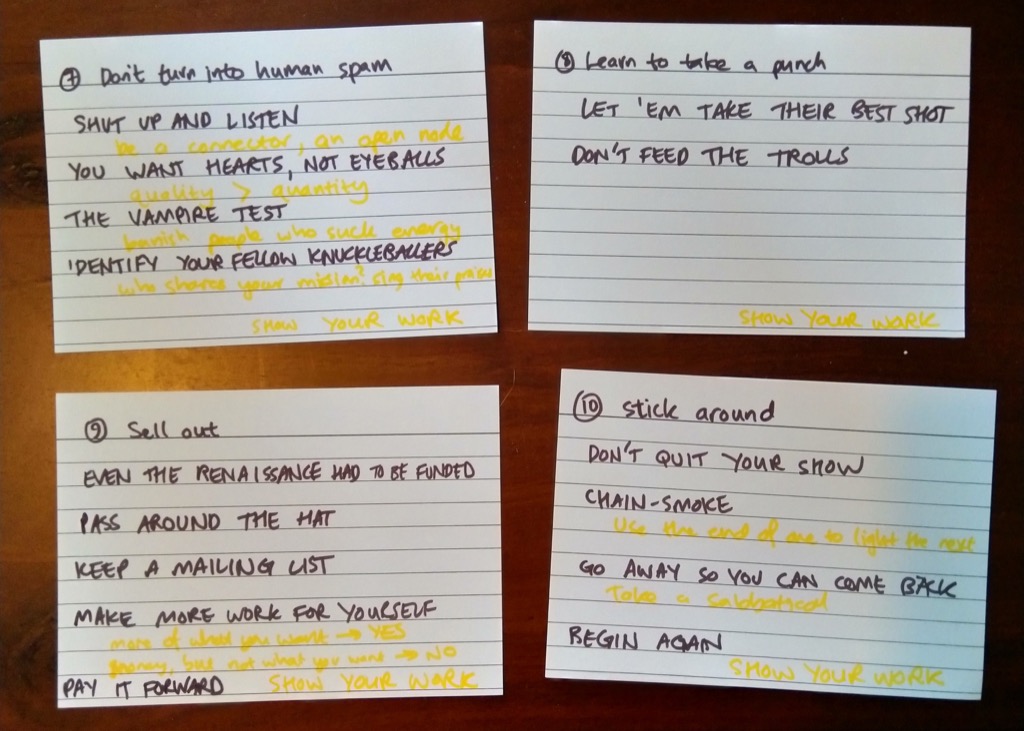 ⑦ Don't turn into human spam
SHUT UP AND LISTEN
be a connector, an open node
YOU WANT HEARTS, NOT EYEBALLS
quality > quantity
THE VAMPIRE TEST
banish people who suck energy
IDENTIFY YOUR FELLOW KNUCKLEBALLERS
who shares your mission? sing their praises
SHOW YOUR WORK
⑧ Learn to take a punch
LET 'EM TAKE THEIR BEST SHOT
DON'T FEED THE TROLLS
SHOW YOUR WORK
⑨ Sell out
EVEN THE RENAISSANCE HAD TO BE FUNDED
PASS AROUND THE HAT
KEEP A MAILING LIST
MAKE MORE WORK FOR YOURSELF
more of what you want → YES
money, but not what you want → NO
PAY IT FORWARD SHOW YOUR WORK
⑩ stick around
DON'T QUIT YOUR SHOW
CHAIN-SMOKE
Use the end of one to light the next
GO AWAY SO YOU CAN COME BACK
Take a sabbatical
BEGIN AGAIN
SHOW YOUR WORK